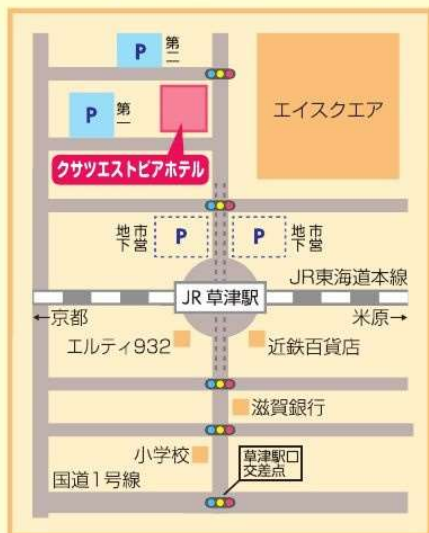 P
第二
P
第一
エイスクエア
クサツエストピアホテル
市営地下
P
P
市営地下
JR東海道本線
JR 草津駅
←京都
米原→
エルティ932
近鉄百貨店
滋賀銀行
小学校
草津駅口
交差点
国道1号線